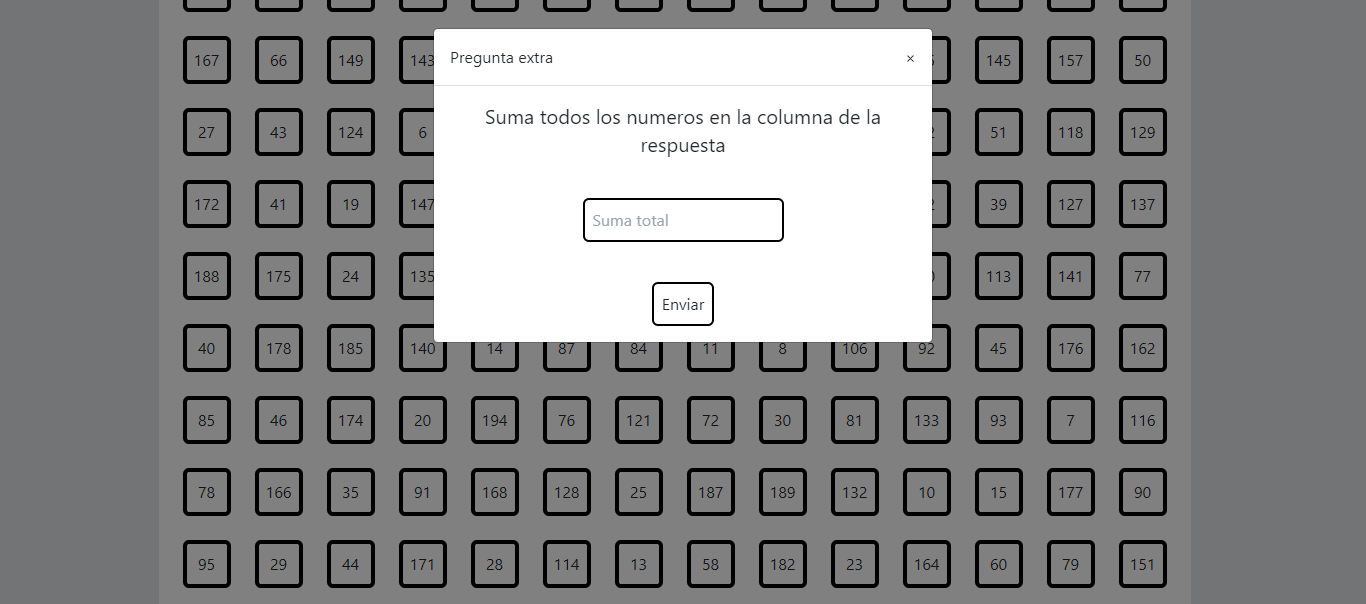 167 66 149 143 145 157 50
Pregunta extra ×
Suma todos los numeros en la columna de la
respuesta
27 43 124 6 51 118 129
172 41 19 147 39 127 137
Suma total
188 175 24 135 113 141 77
Enviar
40 178 185 140 14 87 84 11 8 106 92 45 176 162
85 46 174 20 194 76 121 72 30 81 133 93 7 116
78 166 35 91 168 128 25 187 189 132 10 15 177 90
95 29 44 171 28 114 13 58 182 23 164 60 79 151